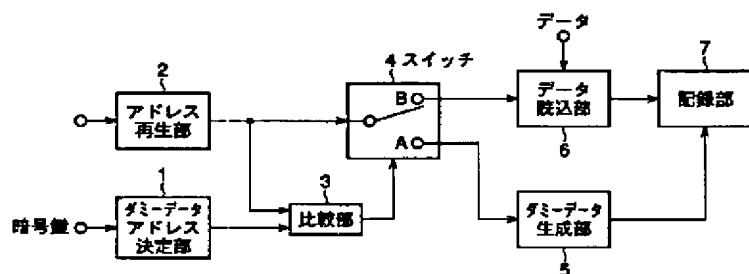 データ
2
アドレス
再生部
4 スイッチ
B
A
データ
読込部
6
7
記録部
暗号鍵
1
ダミーデータ
アドレス
決定部
3
比較部
ダミーデータ
生成部
5